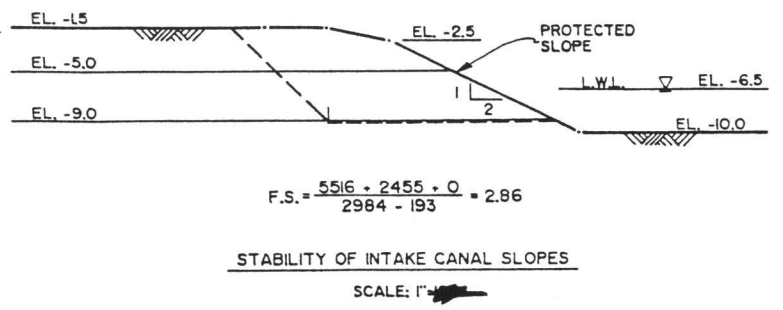 EL. -1.5
EL. -2.5
PROTECTED
SLOPE
EL. -5.0
L.W.L. EL. -6.5
1
2
EL. -9.0
EL. -10.0
F.S. = 5516 + 2455 + 0 / 2984 - 193 = 2.86
STABILITY OF INTAKE CANAL SLOPES
SCALE: 1"